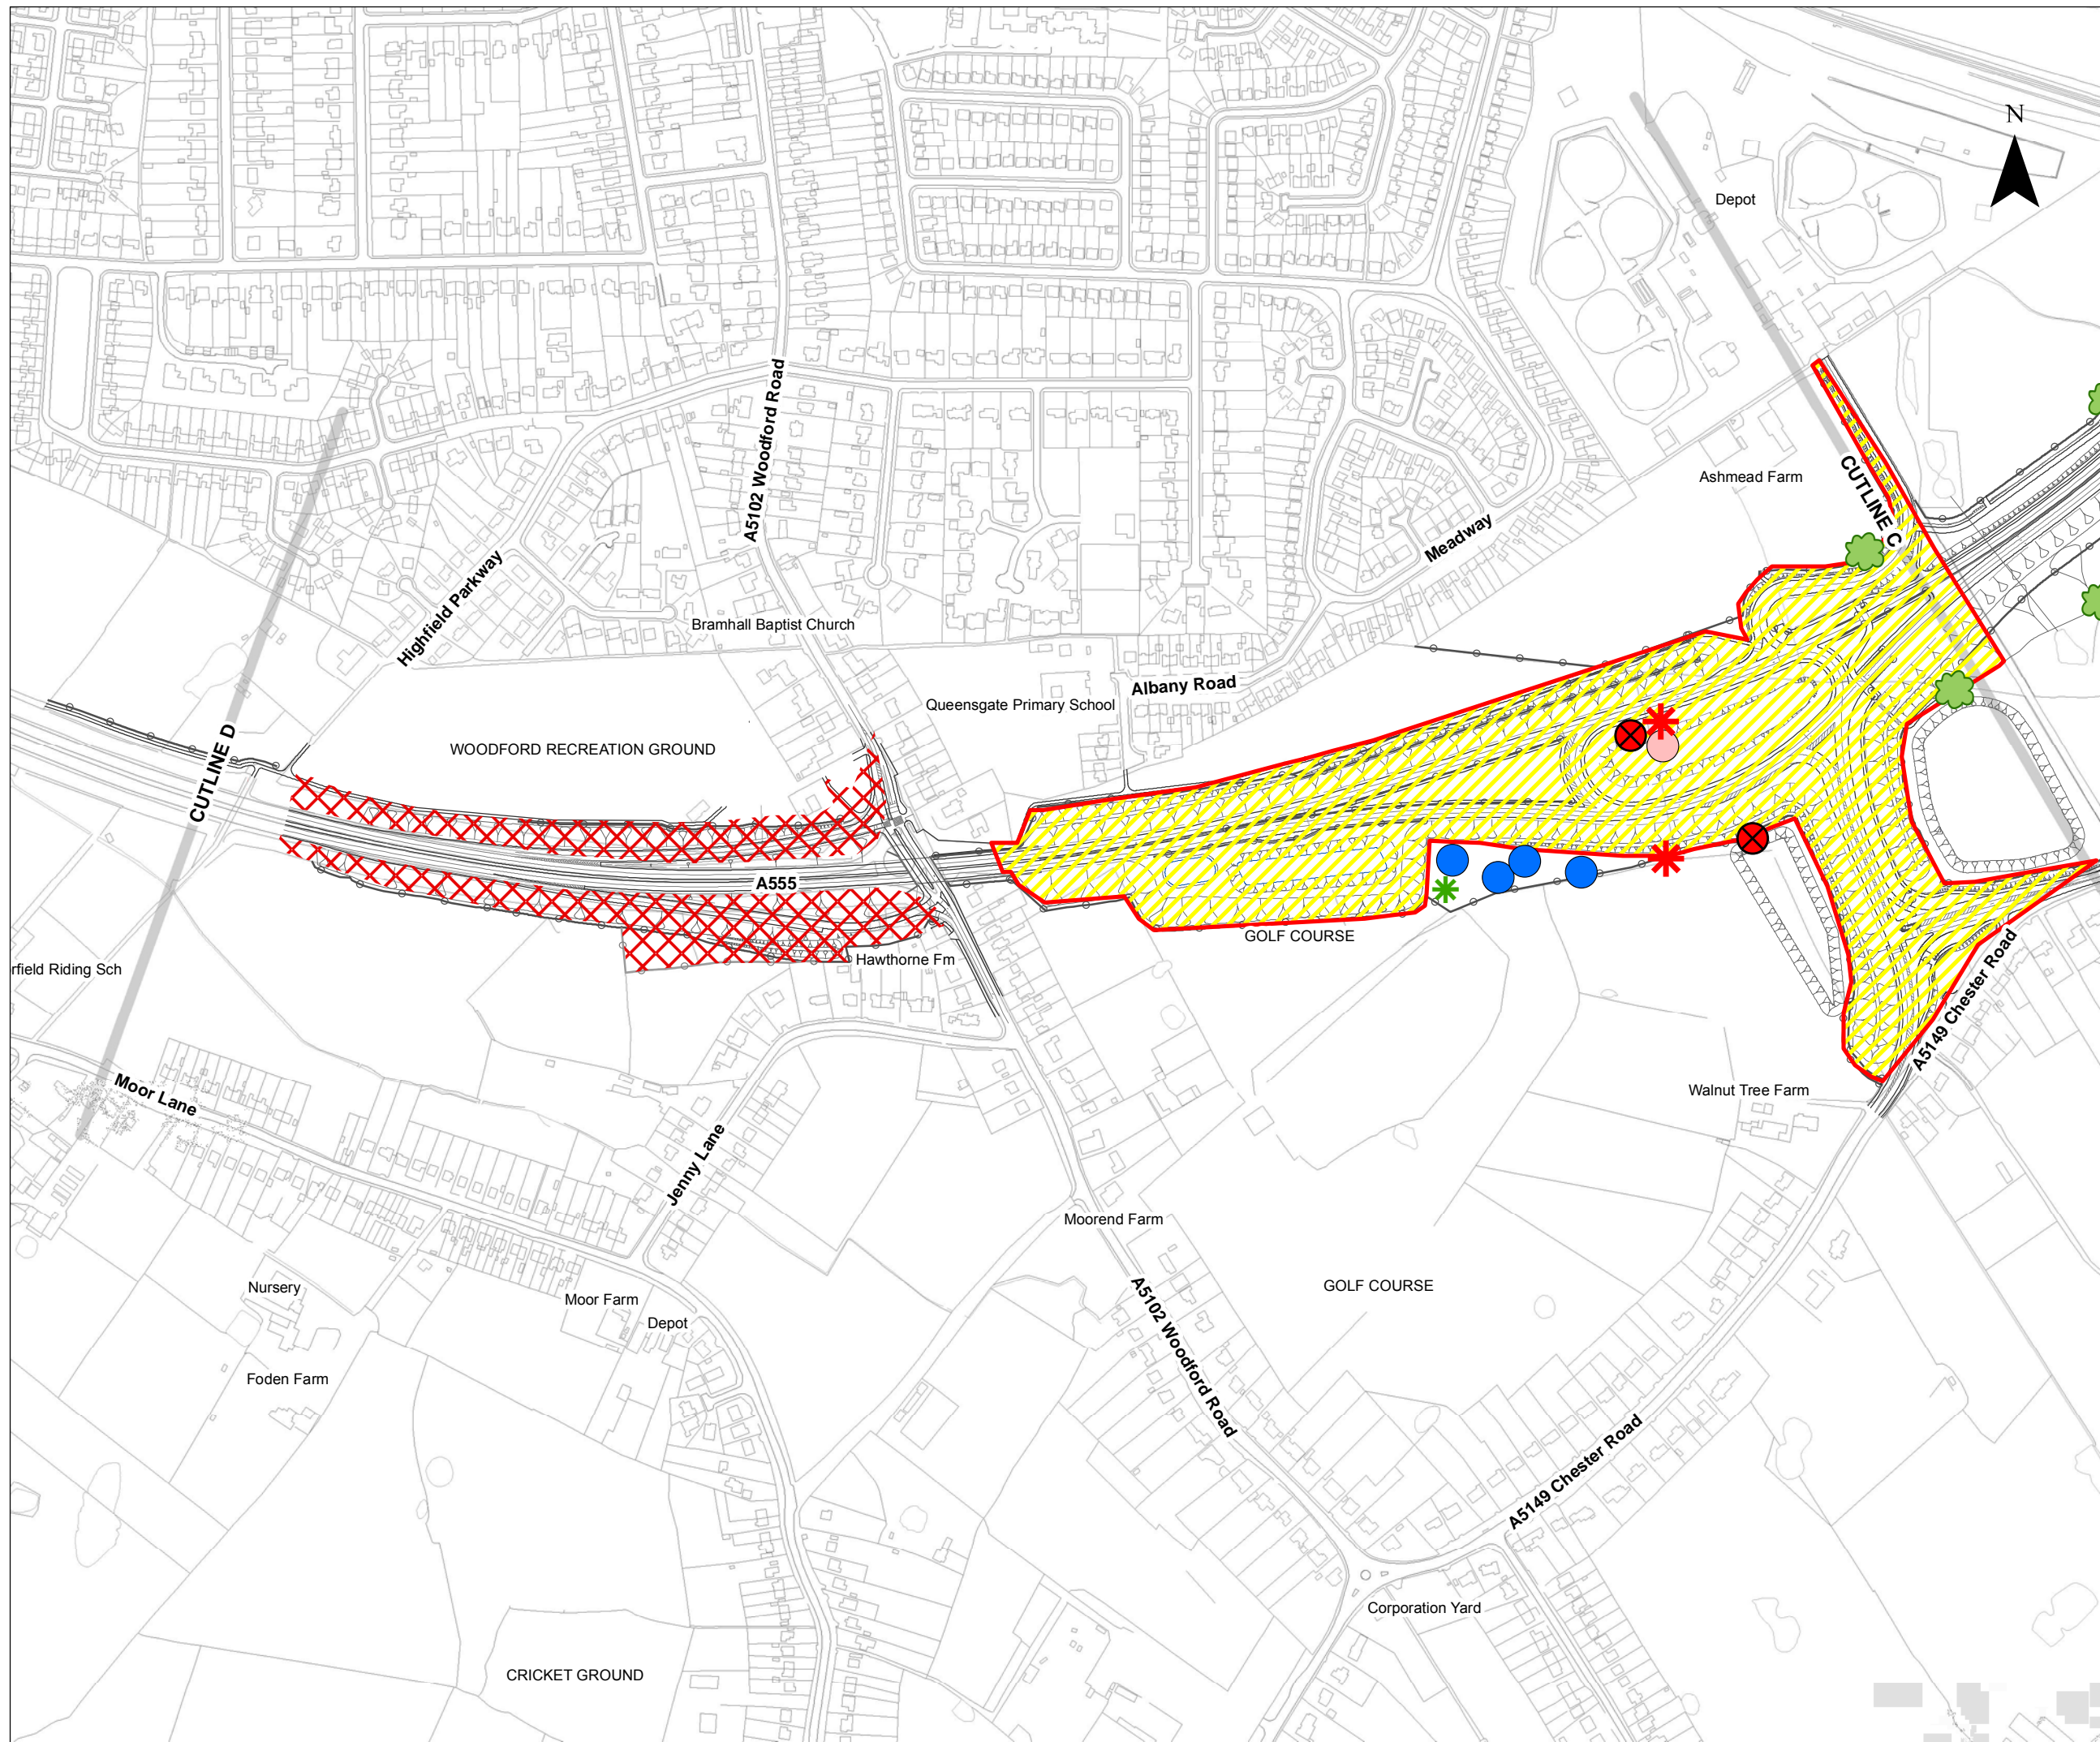 N
Depot
A5102 Woodford Road
CUTLINE C
Ashmead Farm
Meadway
Highfield Parkway
Bramhall Baptist Church
Albany Road
Queensgate Primary School
CUTLINE D
WOODFORD RECREATION GROUND
A555
GOLF COURSE
Hawthorne Fm
rfield Riding Sch
A5149 Chester Road
Moor Lane
Walnut Tree Farm
Jenny Lane
Moorend Farm
Nursery
Moor Farm
GOLF COURSE
Depot
A5102 Woodford Road
Foden Farm
A5149 Chester Road
Corporation Yard
CRICKET GROUND